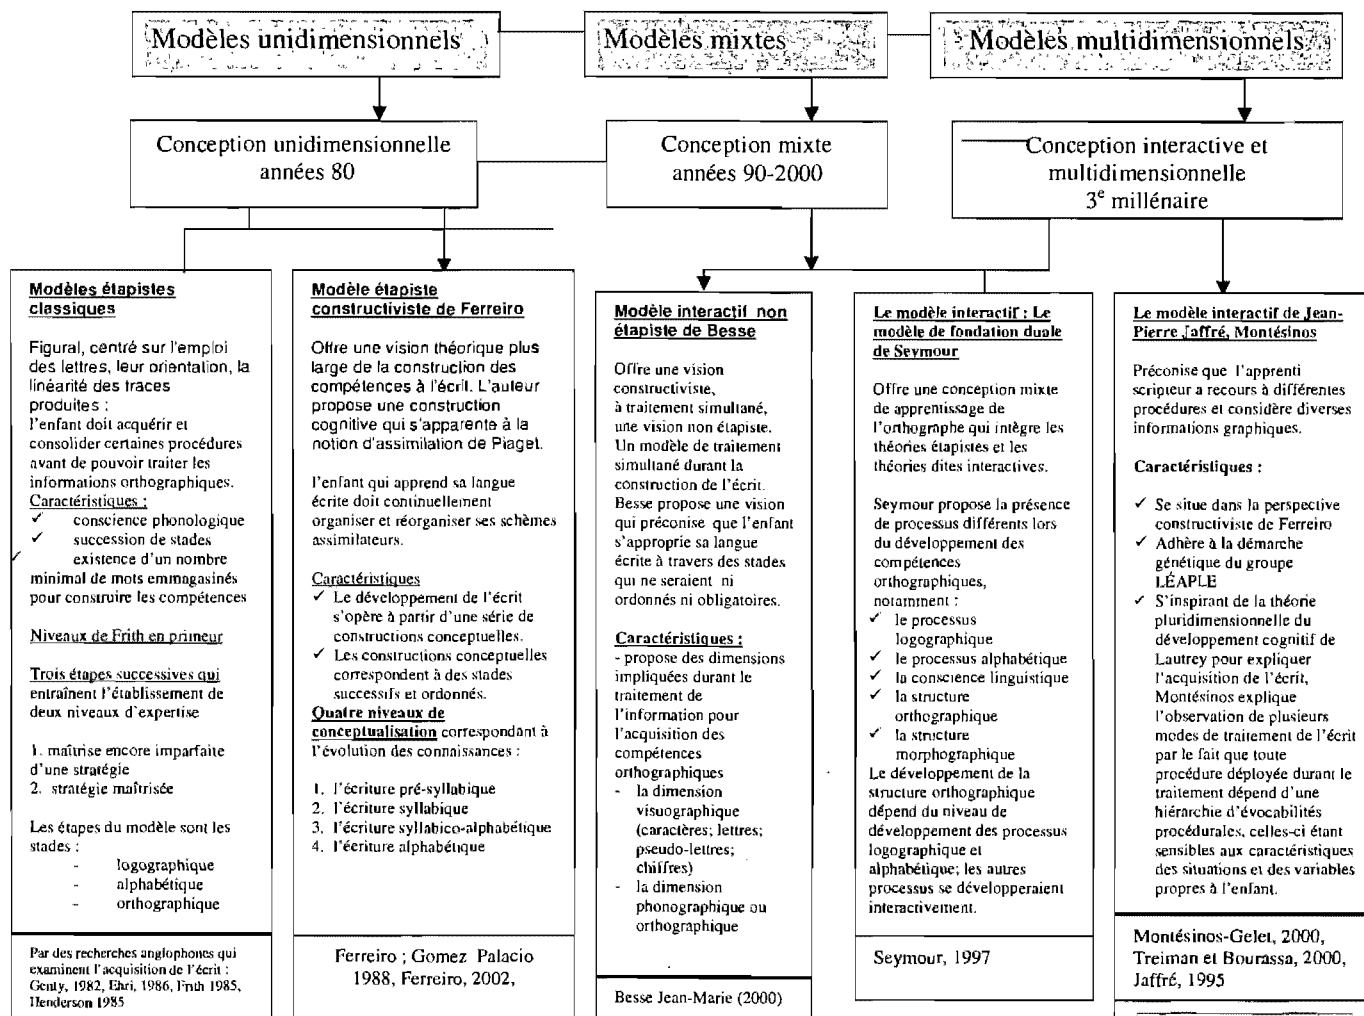 Modèles unidimensionnels
Modèles mixtes
Modèles multidimensionnels
Conception unidimensionnelle
années 80
Conception mixte
années 90-2000
Conception interactive et
multidimensionnelle
3e millénaire
Modèles étapistes
classiques
Figural, centré sur l'emploi
des lettres, leur orientation, la
linéarité des traces
produites :
l'enfant doit acquérir et
consolider certaines procédures
avant de pouvoir traiter les
informations orthographiques.
Caractéristiques :
✓ conscience phonologique
✓ succession de stades
✓ existence d'un nombre
minimal de mots emmagasinés
pour construire les compétences
Niveaux de Frith en primeur
Trois étapes successives qui
entraînent l'établissement de
deux niveaux d'expertise
1. maîtrise encore imparfaite
d'une stratégie
2. stratégie maîtrisée
Les étapes du modèle sont les
stades :
- logographique
- alphabétique
- orthographique
Par des recherches anglophones qui
examinent l'acquisition de l'écrit :
Genty, 1982, Ehri, 1986, Frith 1985,
Henderson 1985
Modèle étapiste
constructiviste de Ferreiro
Offre une vision théorique plus
large de la construction des
compétences à l'écrit. L'auteur
propose une construction
cognitive qui s'apparente à la
notion d'assimilation de Piaget.
l'enfant qui apprend sa langue
écrite doit continuellement
organiser et réorganiser ses schèmes
assimilateurs.
Caractéristiques
✓ Le développement de l'écrit
s'opère à partir d'une série de
constructions conceptuelles.
✓ Les constructions conceptuelles
correspondent à des stades
successifs et ordonnés.
Quatre niveaux de
conceptualisation correspondant à
l'évolution des connaissances :
1. l'écriture pré-syllabique
2. l'écriture syllabique
3. l'écriture syllabico-alphabétique
4. l'écriture alphabétique
Ferreiro ; Gomez Palacio
1988, Ferreiro, 2002,
Modèle interactif non
étapiste de Besse
Offre une vision
constructiviste,
à traitement simultané,
une vision non étapiste.
Un modèle de traitement
simultané durant la
construction de l'écrit.
Besse propose une vision
qui préconise que l'enfant
s'approprie sa langue
écrite à travers des stades
qui ne seraient ni
ordonnés ni obligatoires.
Caractéristiques :
- propose des dimensions
impliquées durant le
traitement de
l'information pour
l'acquisition des
compétences
orthographiques
- la dimension
visuographique
(caractères; lettres;
pseudo-lettres;
chiffres)
- la dimension
phonographique ou
orthographique
Besse Jean-Marie (2000)
Le modèle interactif : Le
modèle de fondation duale
de Seymour
Offre une conception mixte
de apprentissage de
l'orthographe qui intègre les
théories étapistes et les
théories dites interactives.
Seymour propose la présence
de processus différents lors
du développement des
compétences
orthographiques,
notamment :
✓ le processus
logographique
✓ le processus alphabétique
✓ la conscience linguistique
✓ la structure
orthographique
✓ la structure
morphographique
Le développement de la
structure orthographique
dépend du niveau de
développement des processus
logographique et
alphabétique; les autres
processus se développeraient
interactivement.
Seymour, 1997
Le modèle interactif de Jean-
Pierre Jaffré, Montésinos
Préconise que l'apprenti
scripteur a recours à différentes
procédures et considère diverses
informations graphiques.
Caractéristiques :
✓ Se situe dans la perspective
constructiviste de Ferreiro
✓ Adhère à la démarche
génétique du groupe
LÉAPLE
✓ S'inspirant de la théorie
pluridimensionnelle du
développement cognitif de
Lautrey pour expliquer
l'acquisition de l'écrit,
Montésinos explique
l'observation de plusieurs
modes de traitement de l'écrit
par le fait que toute
procédure déployée durant le
traitement dépend d'une
hiérarchie d'évocabilités
procédurales, celles-ci étant
sensibles aux caractéristiques
des situations et des variables
propres à l'enfant.
Montésinos-Gelet, 2000,
Treiman et Bourassa, 2000,
Jaffré, 1995